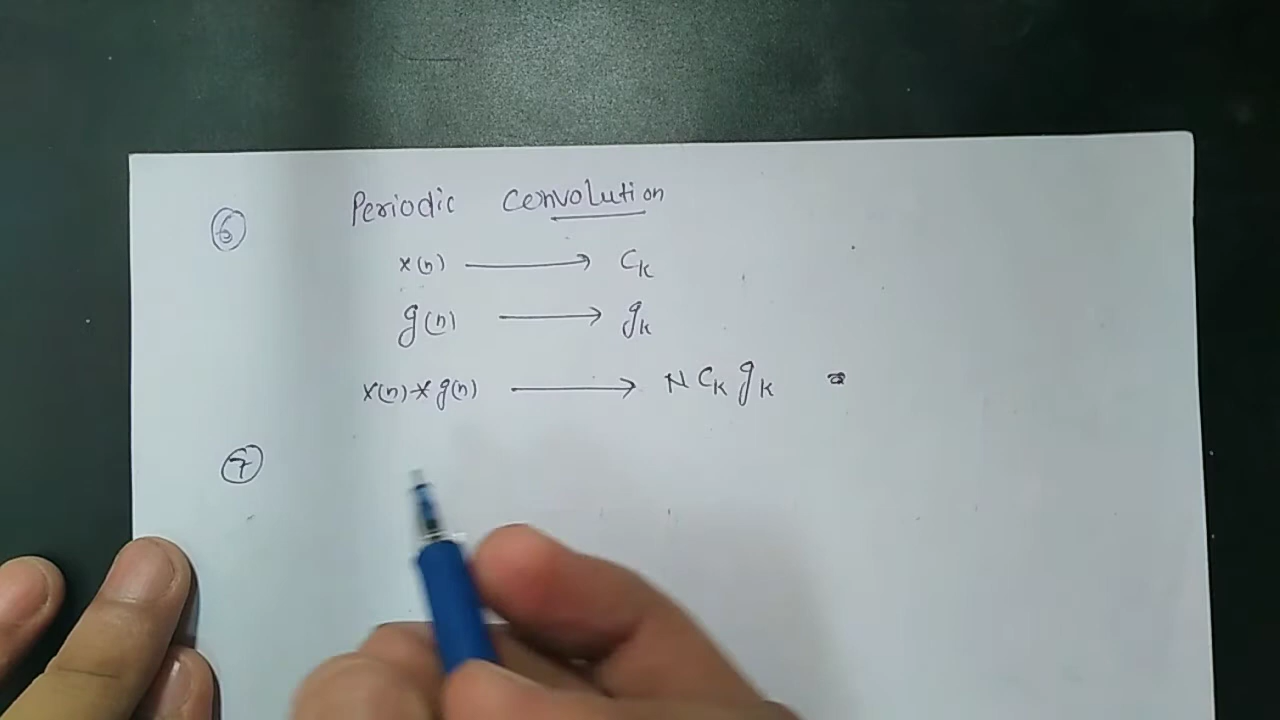 ⑥ Periodic Convolution
x(n) ⟶ Cₖ
g(n) ⟶ gₖ
x(n)*g(n) ⟶ N Cₖ gₖ
⑦